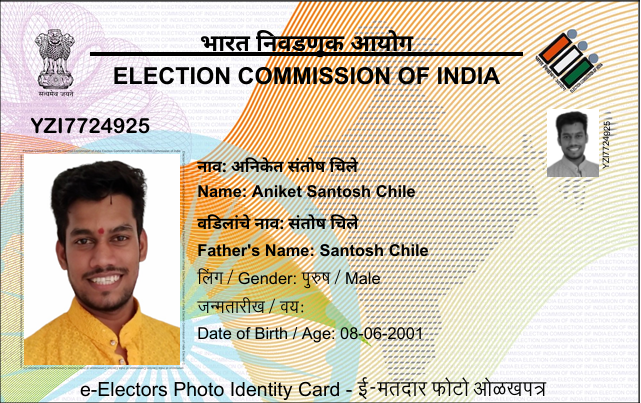 भारत निवडणूक आयोग
ELECTION COMMISSION OF INDIA
सत्यमेव जयते
YZI7724925
YZI7724925
नाव: अनिकेत संतोष चिले
Name: Aniket Santosh Chile
वडिलांचे नाव: संतोष चिले
Father's Name: Santosh Chile
लिंग / Gender: पुरुष / Male
जन्मतारीख / वयः
Date of Birth / Age: 08-06-2001
e-Electors Photo Identity Card - ई-मतदार फोटो ओळखपत्र